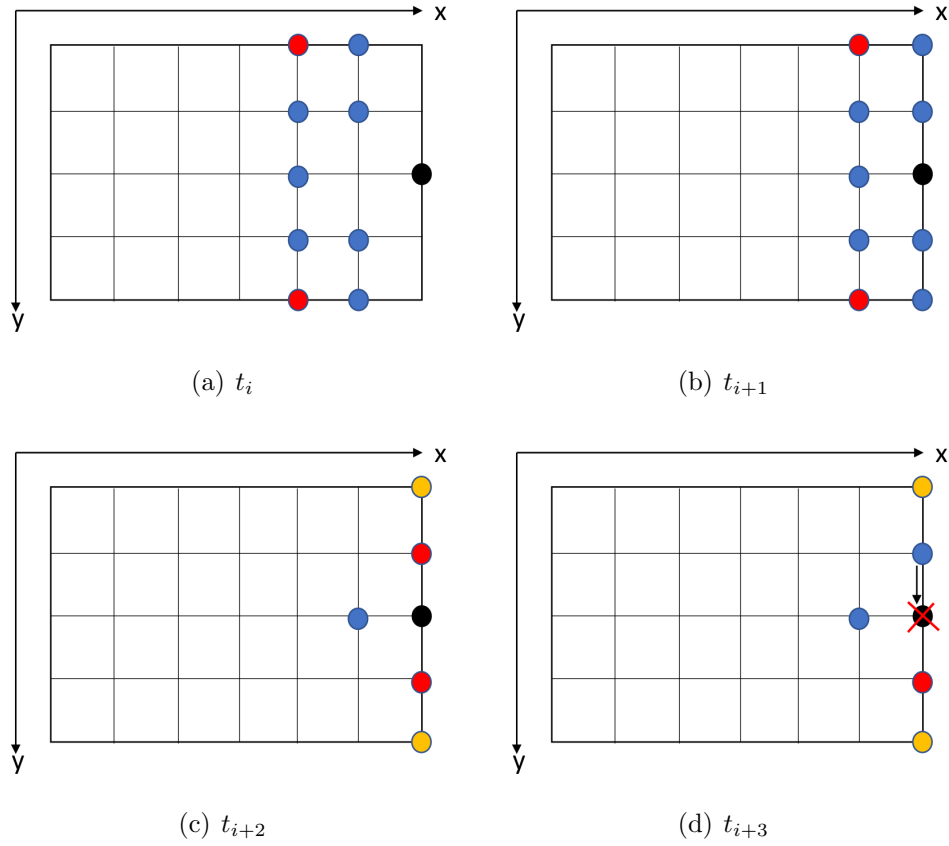 x
y
(a) t_i
x
y
(b) t_{i+1}
x
y
(c) t_{i+2}
x
y
(d) t_{i+3}